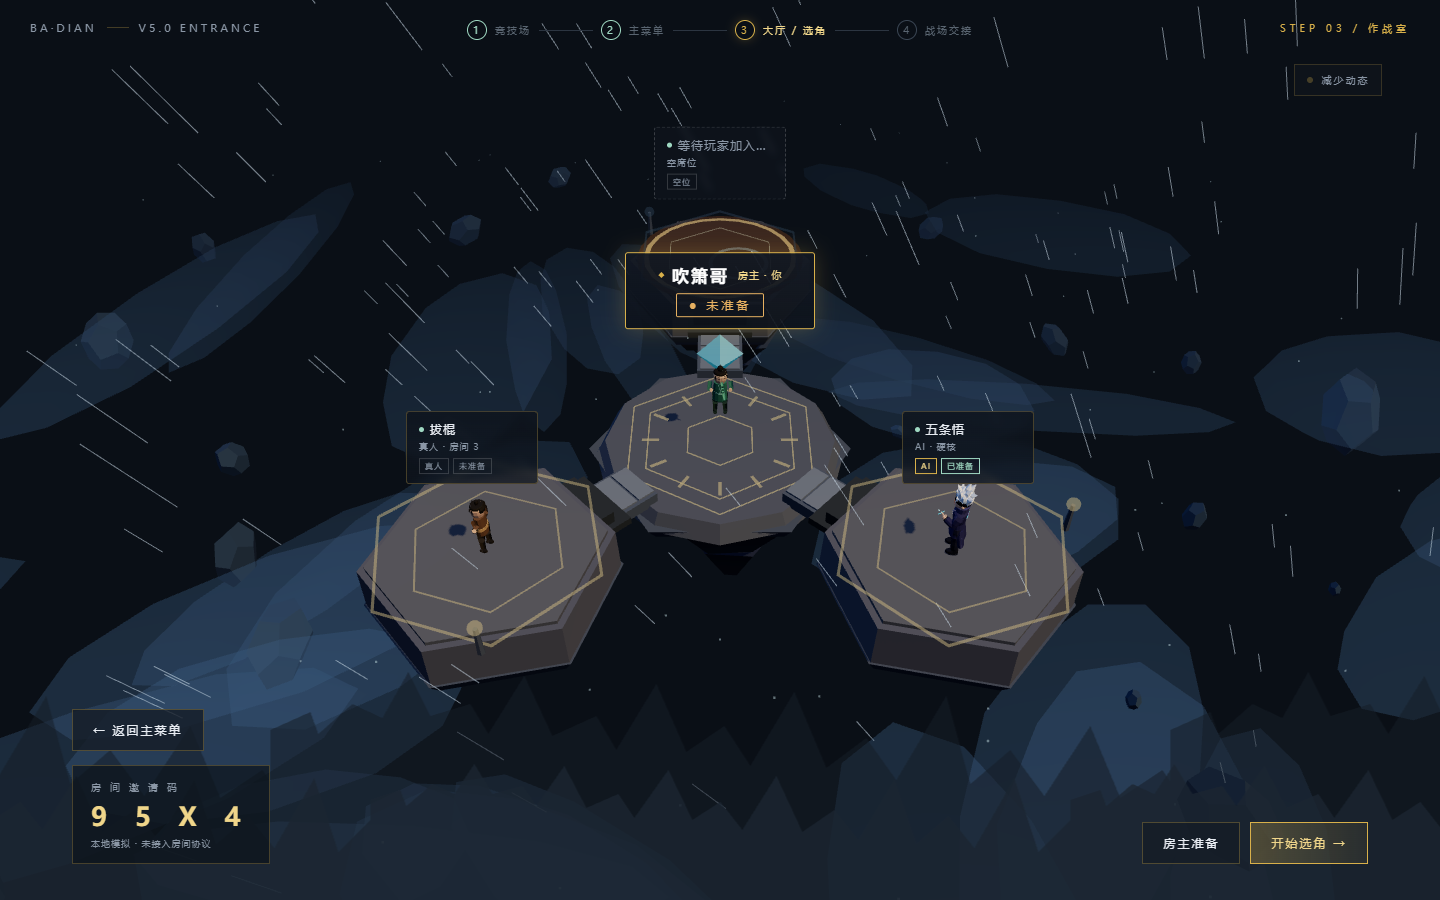 BA·DIAN —— V5.0 ENTRANCE
1 竞技场 2 主菜单 3 大厅 / 选角 4 战场交接
STEP 03 / 作战室
减少动态
等待玩家加入...
空席位
空位
吹箫哥 房主 · 你
未准备
拔棍
真人 · 房间 3
真人 未准备
五条悟
AI · 硬核
AI 已准备
← 返回主菜单
房间邀请码
95X4
本地模拟 · 未接入房间协议
房主准备
开始选角 →